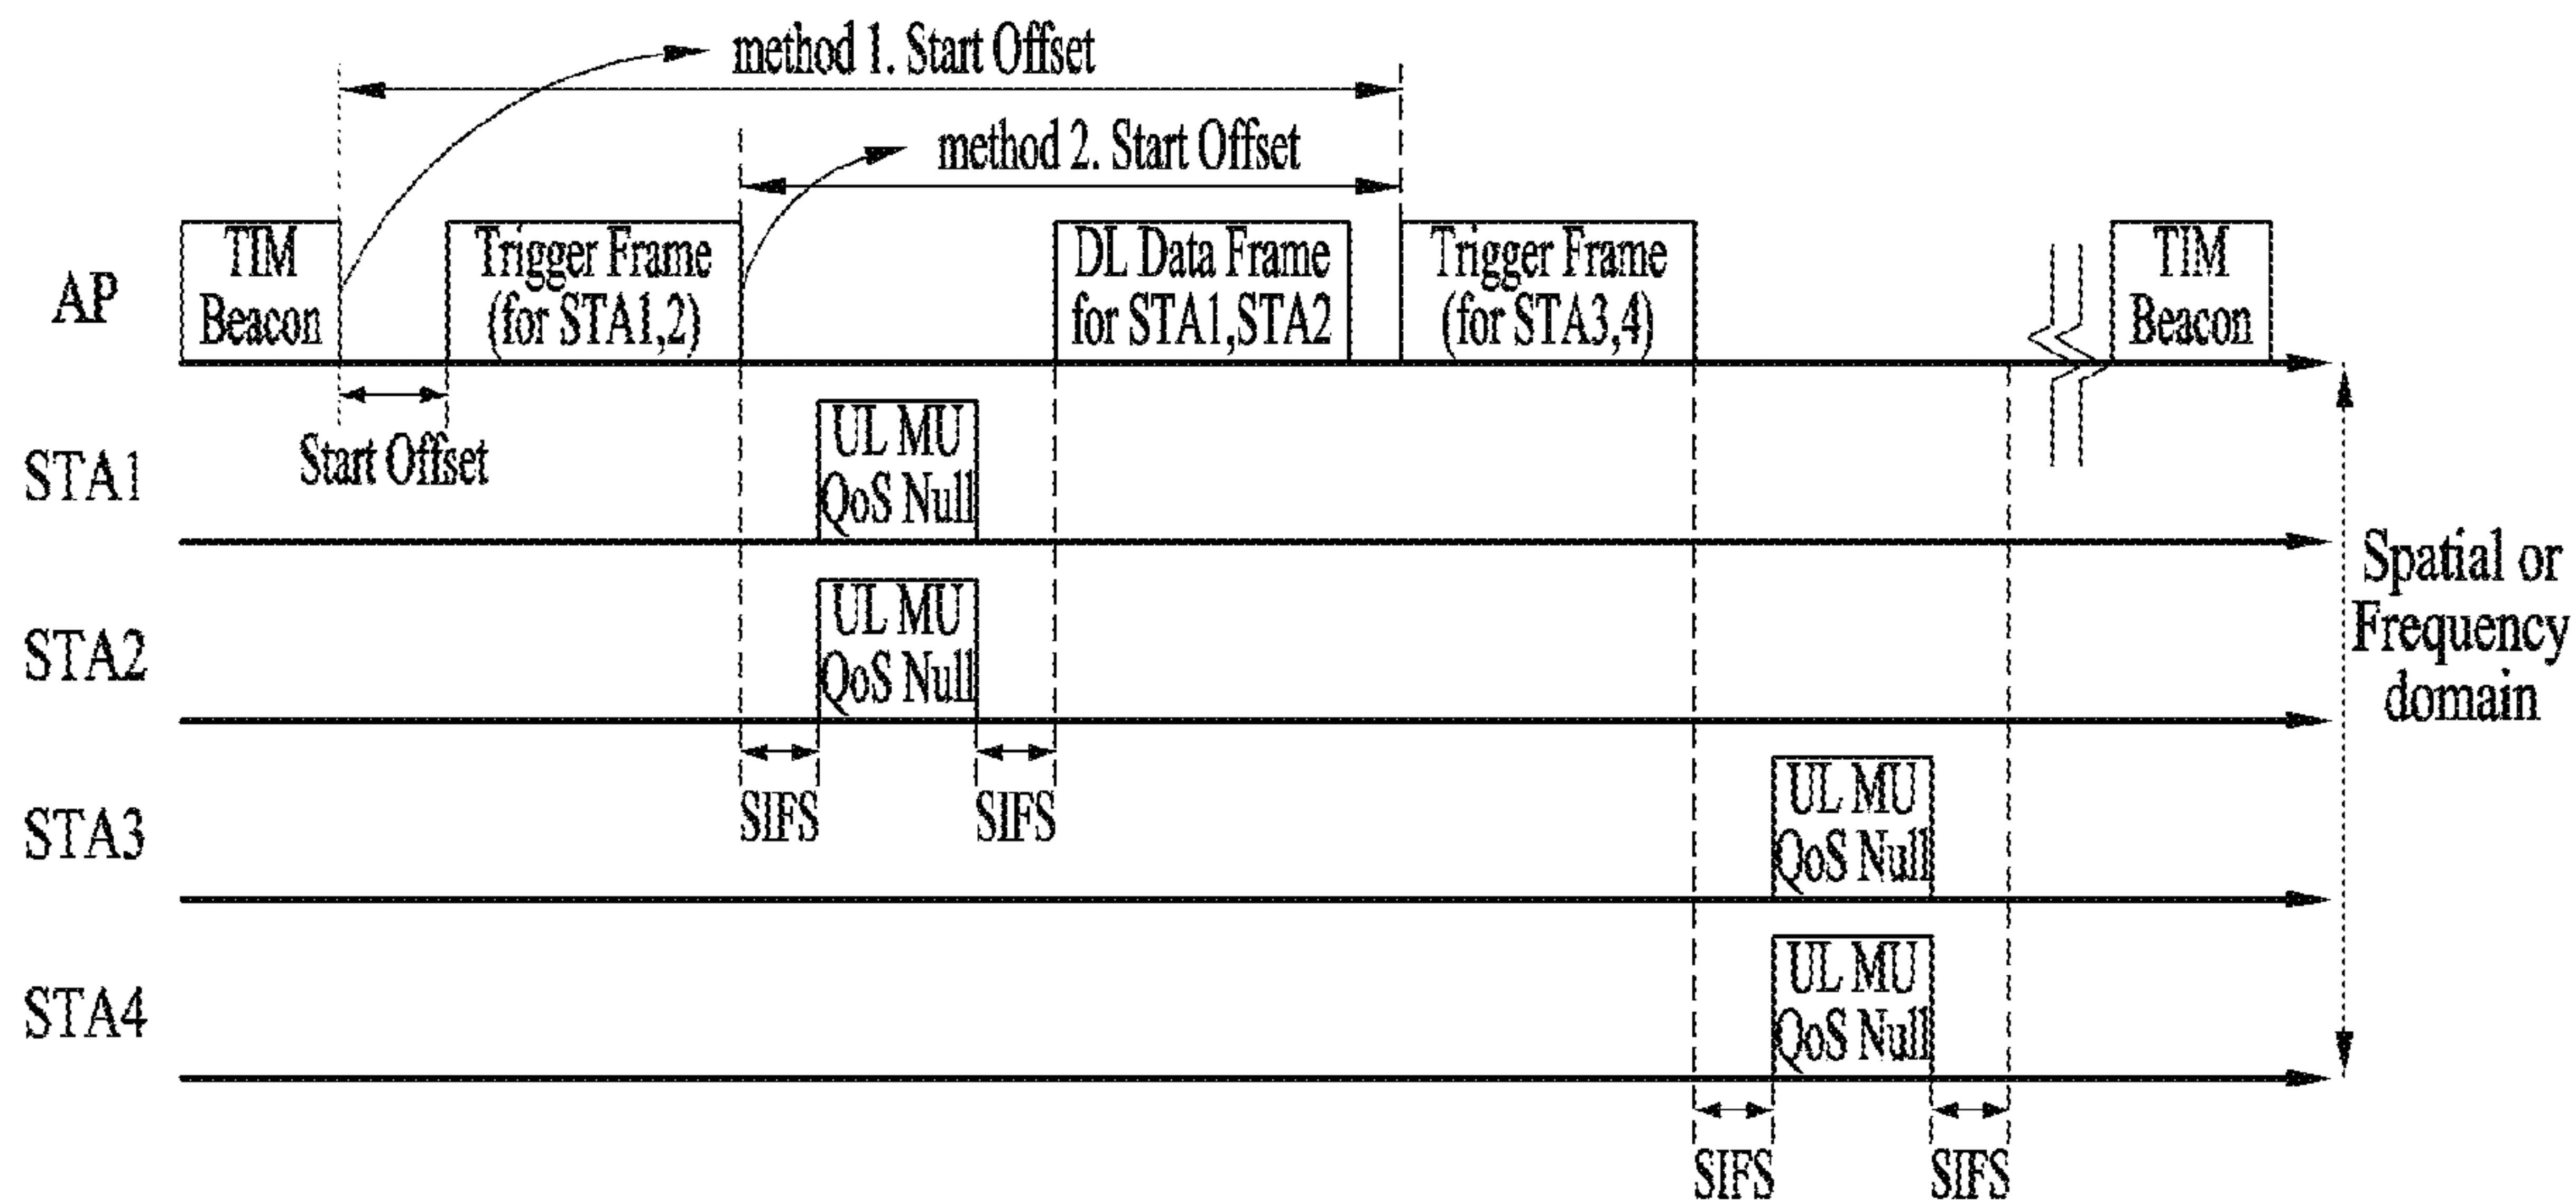 method 1. Start Offset
method 2. Start Offset
AP
TIM
Beacon
Trigger Frame
(for STA1,2)
DL Data Frame
for STA1,STA2
Trigger Frame
(for STA3,4)
TIM
Beacon
Start Offset
STA1
UL MU
QoS Null
STA2
UL MU
QoS Null
SIFS
SIFS
STA3
UL MU
QoS Null
STA4
UL MU
QoS Null
SIFS
SIFS
Spatial or
Frequency
domain